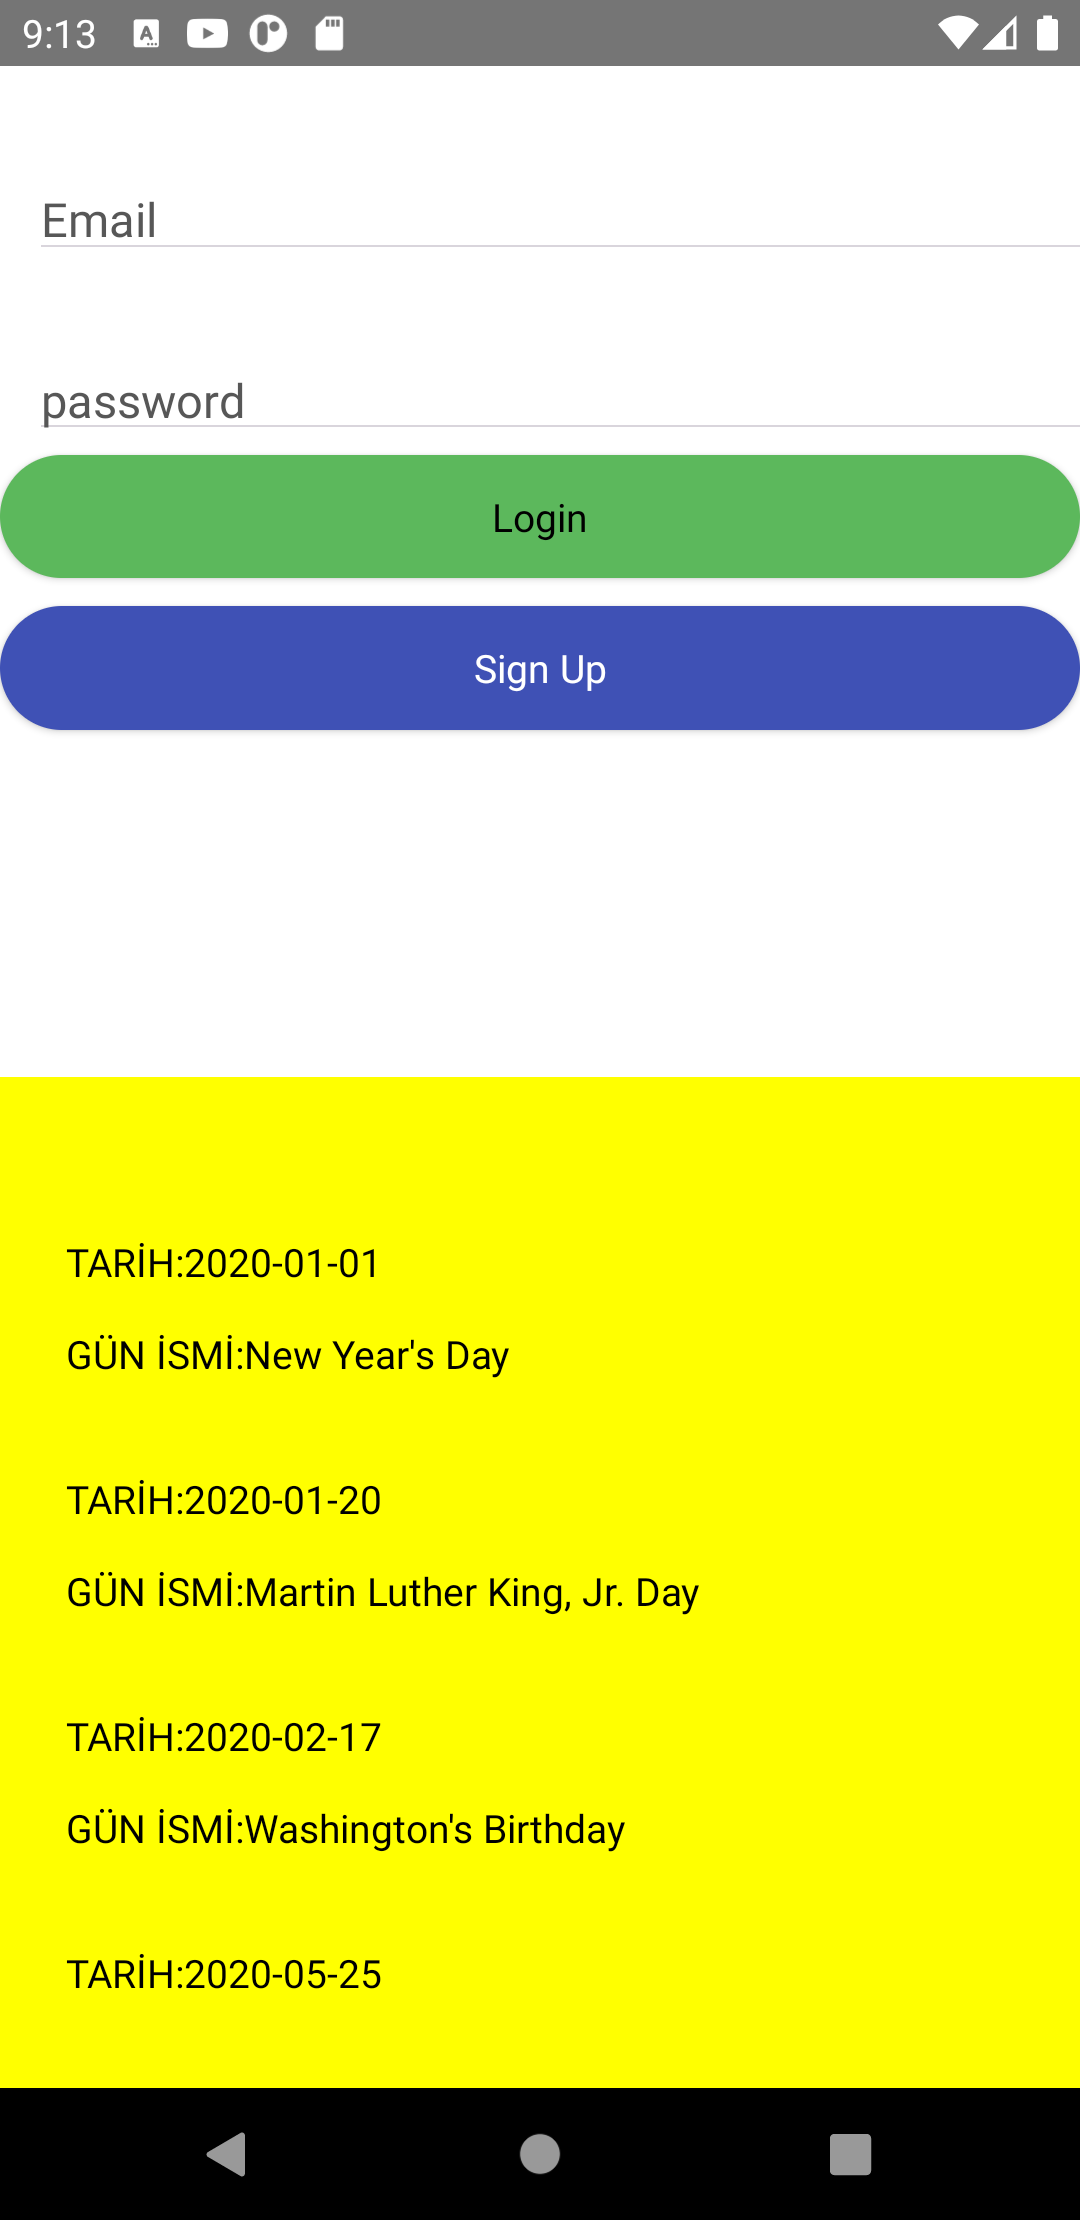 9:13
Email
password
Login
Sign Up
TARİH:2020-01-01
GÜN İSMİ:New Year's Day
TARİH:2020-01-20
GÜN İSMİ:Martin Luther King, Jr. Day
TARİH:2020-02-17
GÜN İSMİ:Washington's Birthday
TARİH:2020-05-25